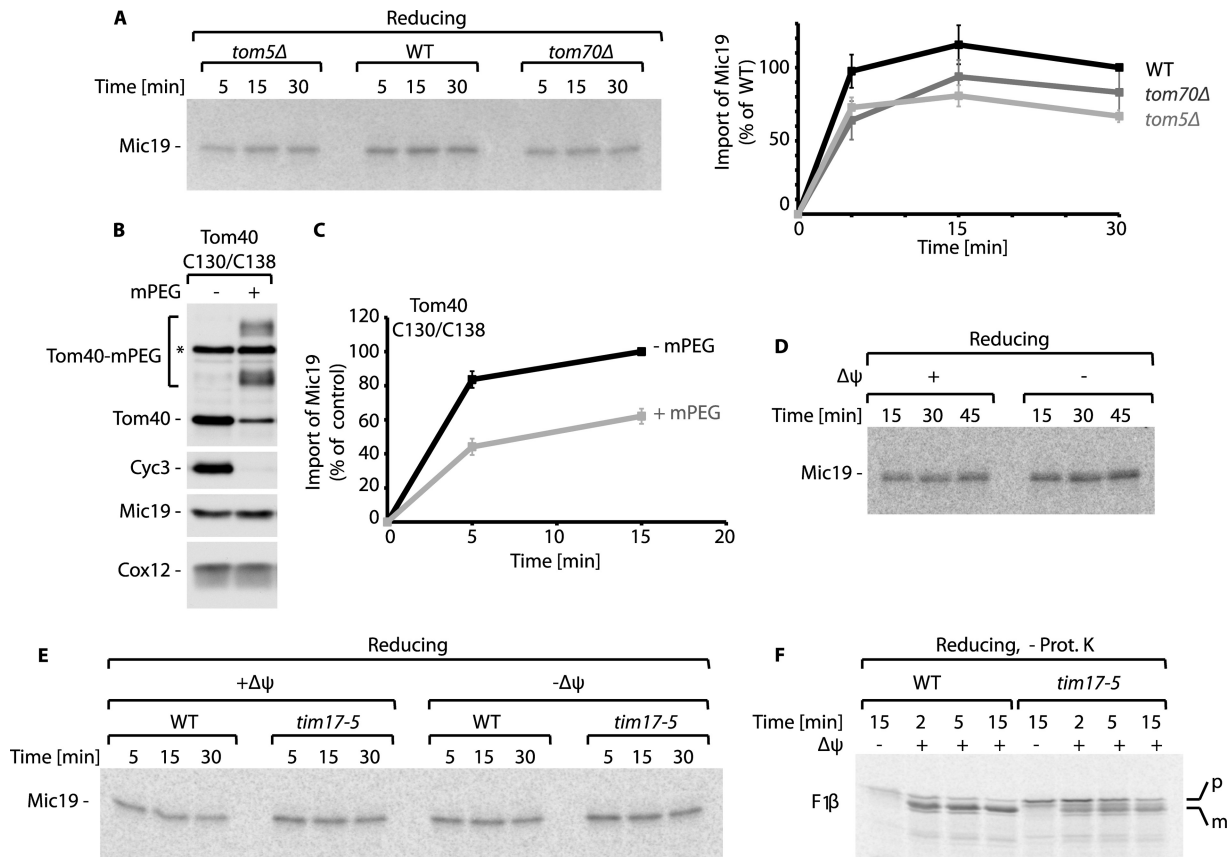 A
Reducing
tom5Δ WT tom70Δ
Time [min] 5 15 30 5 15 30 5 15 30
Mic19 -
Import of Mic19
(% of WT)
100
50
0
0 15 30
Time [min]
WT
tom70Δ
tom5Δ
B
Tom40
C130/C138
mPEG - +
Tom40-mPEG *
Tom40 -
Cyc3 -
Mic19 -
Cox12 -
C
Tom40
C130/C138
Import of Mic19
(% of control)
120
100
80
60
40
20
0
0 5 10 15 20
Time [min]
- mPEG
+ mPEG
D
Reducing
Δψ + -
Time [min] 15 30 45 15 30 45
Mic19 -
E
Reducing
+Δψ -Δψ
WT tim17-5 WT tim17-5
Time [min] 5 15 30 5 15 30 5 15 30 5 15 30
Mic19 -
F
Reducing, - Prot. K
WT tim17-5
Time [min] 15 2 5 15 15 2 5 15
Δψ - + + + - + + +
F1β
p
m